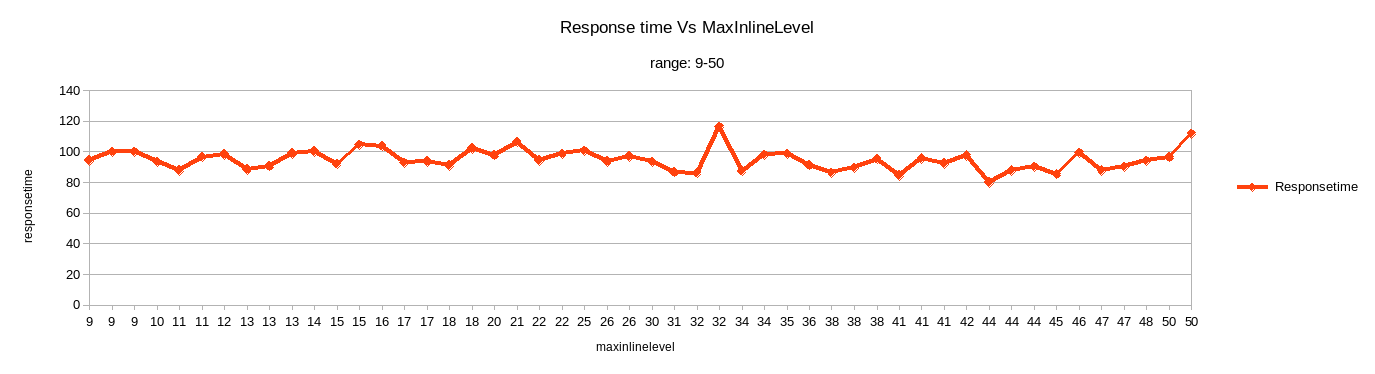 Response time Vs MaxInlineLevel
range: 9-50
140
120
100
80
60
40
20
0
responsetime
9 9 9 10 11 11 12 13 13 13 14 15 15 16 17 17 18 18 20 21 22 22 25 26 26 30 31 32 32 34 34 35 36 38 38 38 41 41 41 42 44 44 44 45 46 47 47 48 50 50
maxinlinelevel
Responsetime